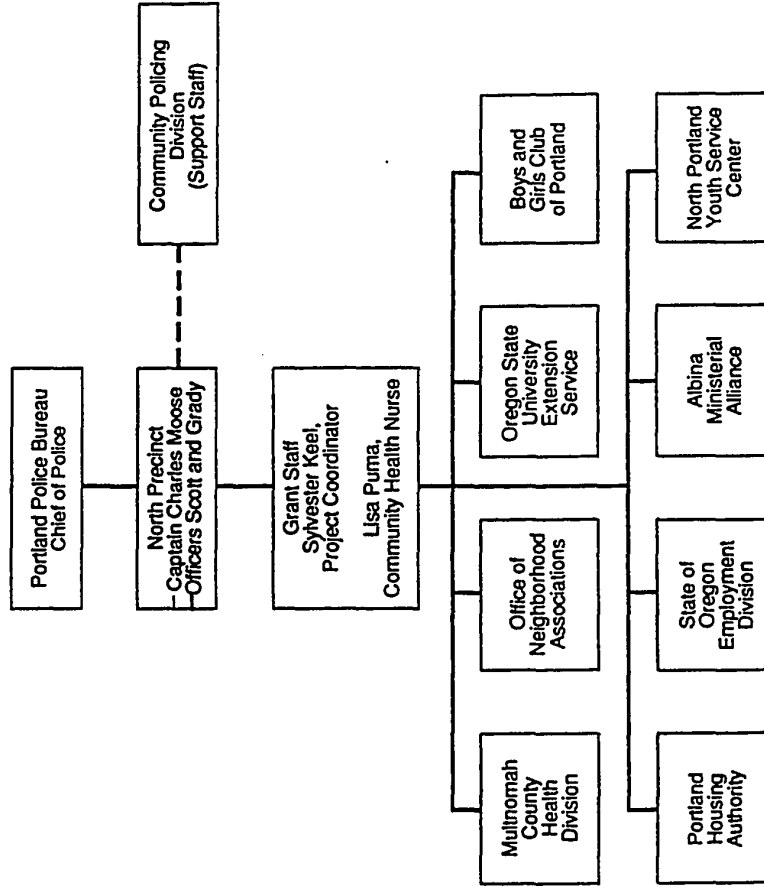 Portland Police Bureau
Chief of Police
North Precinct
Captain Charles Moose
Officers Scott and Grady
Community Policing
Division
(Support Staff)
Grant Staff
Sylvester Keel,
Project Coordinator
Lisa Puma,
Community Health Nurse
Multnomah
County
Health
Division
Office of
Neighborhood
Associations
Oregon State
University
Extension
Service
Boys and
Girls Club
of Portland
Portland
Housing
Authority
State of
Oregon
Employment
Division
Albina
Ministerial
Alliance
North Portland
Youth Service
Center